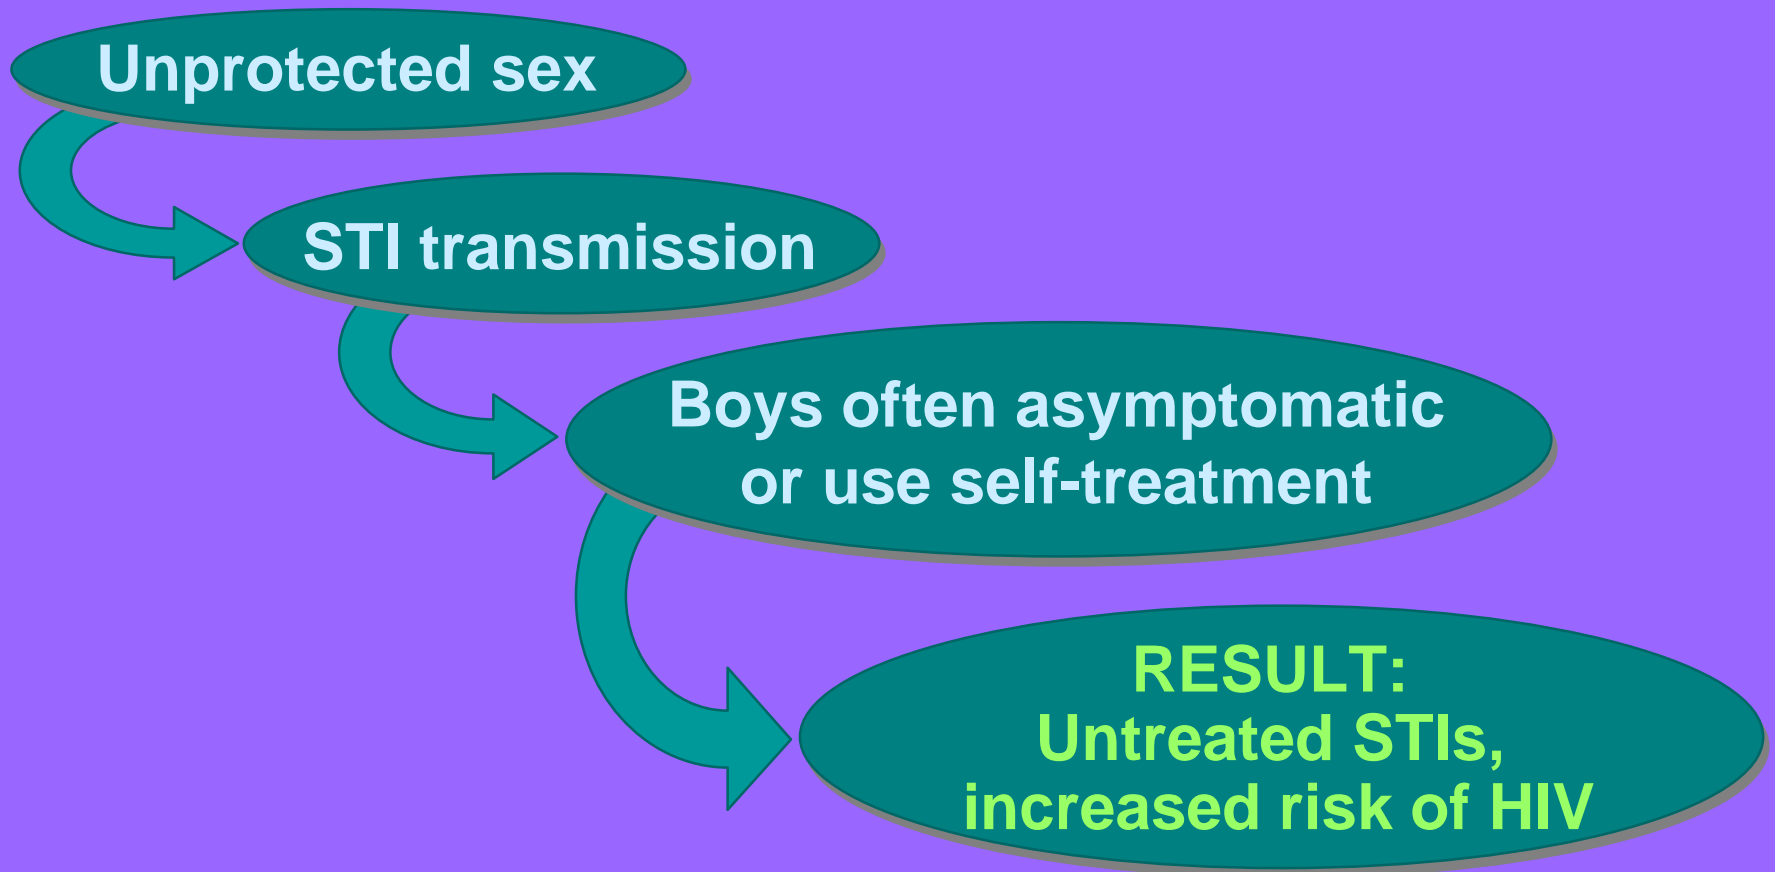 Unprotected sex
STI transmission
Boys often asymptomatic
or use self-treatment
RESULT:
Untreated STIs,
increased risk of HIV